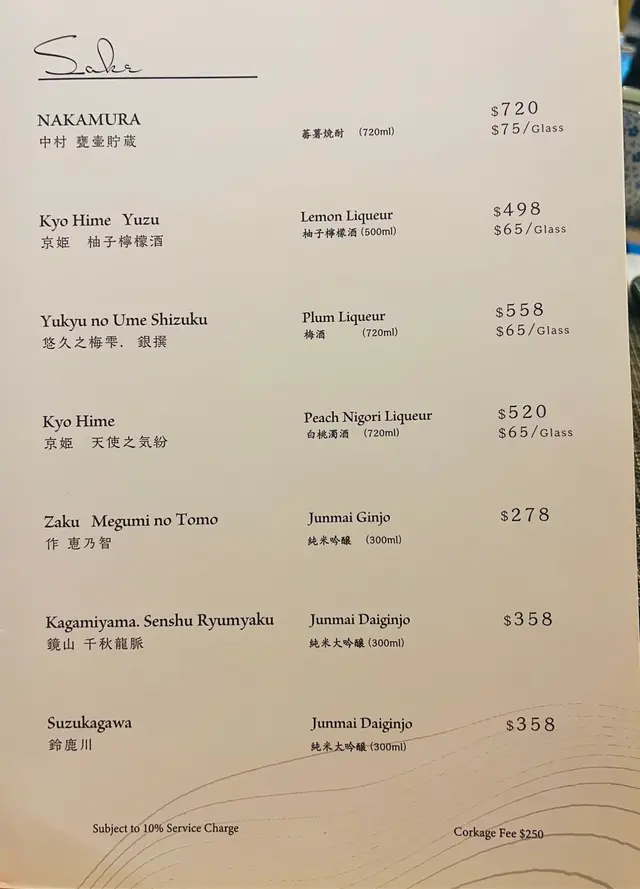 Sake
NAKAMURA
中村 甕壷貯蔵
蕃薯焼酎 (720ml)
$720
$75/Glass
Kyo Hime Yuzu
京姫 柚子檸檬酒
Lemon Liqueur
柚子檸檬酒 (500ml)
$498
$65/Glass
Yukyu no Ume Shizuku
悠久之梅雫. 銀撰
Plum Liqueur
梅酒 (720ml)
$558
$65/Glass
Kyo Hime
京姫 天使之気紛
Peach Nigori Liqueur
白桃濁酒 (720ml)
$520
$65/Glass
Zaku Megumi no Tomo
作 恵乃智
Junmai Ginjo
純米吟醸 (300ml)
$278
Kagamiyama. Senshu Ryumyaku
鏡山 千秋龍脈
Junmai Daiginjo
純米大吟醸 (300ml)
$358
Suzukagawa
鈴鹿川
Junmai Daiginjo
純米大吟醸 (300ml)
$358
Subject to 10% Service Charge
Corkage Fee $250